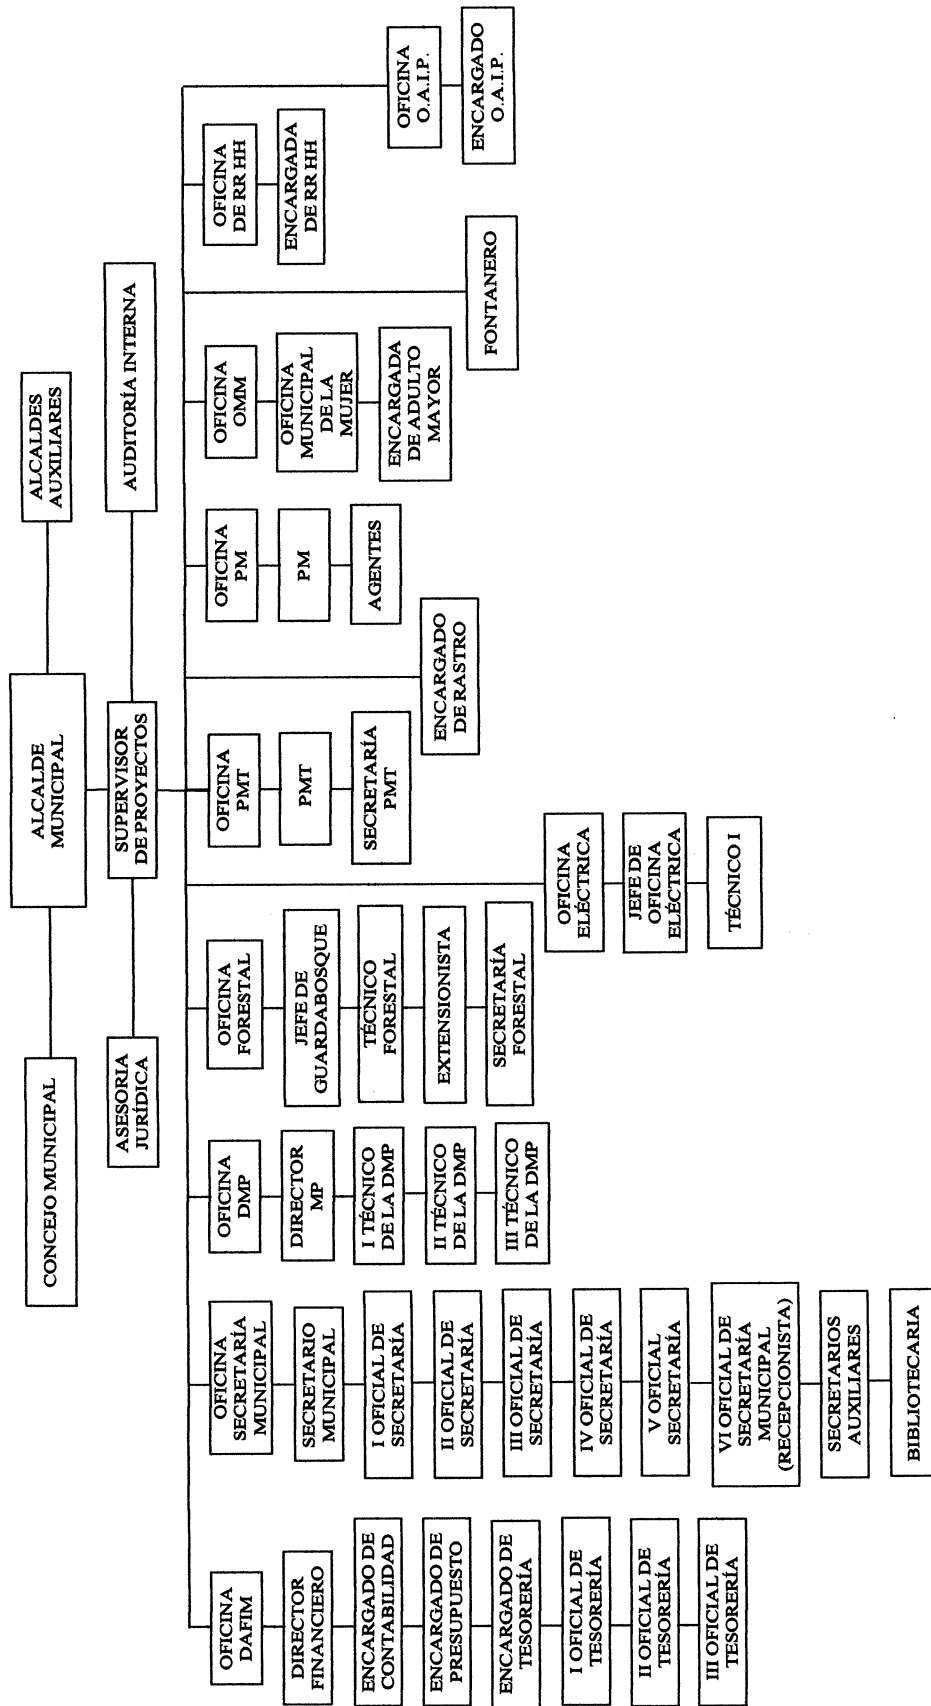 CONCEJO MUNICIPAL
ALCALDE
MUNICIPAL
ALCALDES
AUXILIARES
ASESORIA
JURÍDICA
SUPERVISOR
DE PROYECTOS
AUDITORÍA INTERNA
OFICINA
DAFIM
DIRECTOR
FINANCIERO
ENCARGADO DE
CONTABILIDAD
ENCARGADO DE
PRESUPUESTO
ENCARGADO DE
TESORERÍA
I OFICIAL DE
TESORERÍA
II OFICIAL DE
TESORERÍA
III OFICIAL DE
TESORERÍA
OFICINA
SECRETARÍA
MUNICIPAL
SECRETARIO
MUNICIPAL
I OFICIAL DE
SECRETARÍA
II OFICIAL DE
SECRETARÍA
III OFICIAL DE
SECRETARÍA
IV OFICIAL DE
SECRETARÍA
V OFICIAL
SECRETARÍA
VI OFICIAL DE
SECRETARÍA
MUNICIPAL
(RECEPCIONISTA)
SECRETARIOS
AUXILIARES
BIBLIOTECARIA
OFICINA
DMP
DIRECTOR
MP
I TÉCNICO
DE LA DMP
II TÉCNICO
DE LA DMP
III TÉCNICO
DE LA DMP
OFICINA
FORESTAL
JEFE DE
GUARDABOSQUE
TÉCNICO
FORESTAL
EXTENSIONISTA
SECRETARÍA
FORESTAL
OFICINA
ELÉCTRICA
JEFE DE
OFICINA
ELÉCTRICA
TÉCNICO I
OFICINA
PMT
PMT
SECRETARÍA
PMT
ENCARGADO
DE RASTRO
OFICINA
PM
PM
AGENTES
OFICINA
OMM
OFICINA
MUNICIPAL
DE LA
MUJER
ENCARGADA
DE ADULTO
MAYOR
FONTANERO
OFICINA
DE RR HH
ENCARGADA
DE RR HH
OFICINA
O.A.I.P.
ENCARGADO
O.A.I.P.